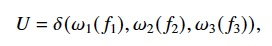 U = δ(ω₁(f₁), ω₂(f₂), ω₃(f₃)),